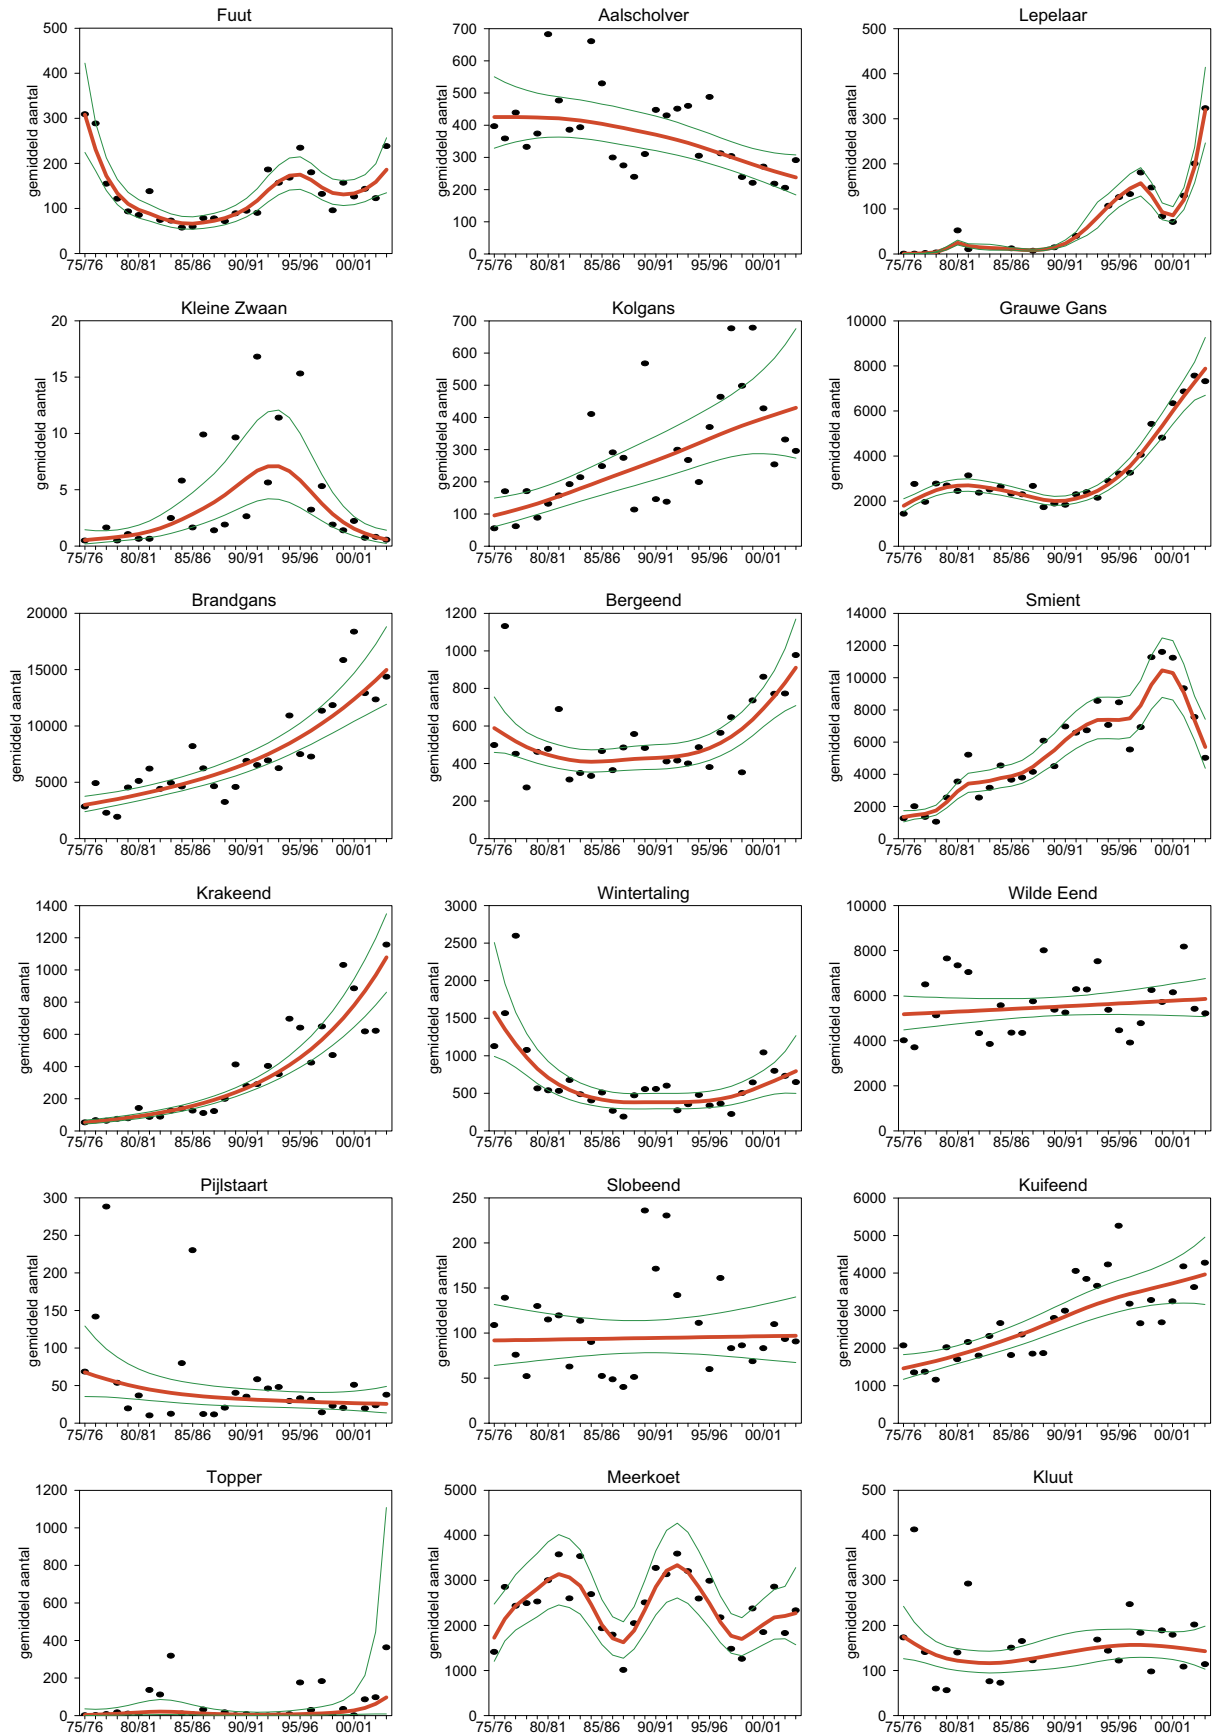 Fuut
Aalscholver
Lepelaar
500
400
300
200
100
0
gemiddeld aantal
75/76 80/81 85/86 90/91 95/96 00/01
700
600
500
400
300
200
100
0
gemiddeld aantal
75/76 80/81 85/86 90/91 95/96 00/01
500
400
300
200
100
0
gemiddeld aantal
75/76 80/81 85/86 90/91 95/96 00/01
Kleine Zwaan
Kolgans
Grauwe Gans
20
15
10
5
0
gemiddeld aantal
75/76 80/81 85/86 90/91 95/96 00/01
700
600
500
400
300
200
100
0
gemiddeld aantal
75/76 80/81 85/86 90/91 95/96 00/01
10000
8000
6000
4000
2000
0
gemiddeld aantal
75/76 80/81 85/86 90/91 95/96 00/01
Brandgans
Bergeend
Smient
20000
15000
10000
5000
0
gemiddeld aantal
75/76 80/81 85/86 90/91 95/96 00/01
1200
1000
800
600
400
200
0
gemiddeld aantal
75/76 80/81 85/86 90/91 95/96 00/01
14000
12000
10000
8000
6000
4000
2000
0
gemiddeld aantal
75/76 80/81 85/86 90/91 95/96 00/01
Krakeend
Wintertaling
Wilde Eend
1400
1200
1000
800
600
400
200
0
gemiddeld aantal
75/76 80/81 85/86 90/91 95/96 00/01
3000
2500
2000
1500
1000
500
0
gemiddeld aantal
75/76 80/81 85/86 90/91 95/96 00/01
10000
8000
6000
4000
2000
0
gemiddeld aantal
75/76 80/81 85/86 90/91 95/96 00/01
Pijlstaart
Slobeend
Kuifeend
300
250
200
150
100
50
0
gemiddeld aantal
75/76 80/81 85/86 90/91 95/96 00/01
250
200
150
100
50
0
gemiddeld aantal
75/76 80/81 85/86 90/91 95/96 00/01
6000
5000
4000
3000
2000
1000
0
gemiddeld aantal
75/76 80/81 85/86 90/91 95/96 00/01
Topper
Meerkoet
Kluut
1200
1000
800
600
400
200
0
gemiddeld aantal
75/76 80/81 85/86 90/91 95/96 00/01
5000
4000
3000
2000
1000
0
gemiddeld aantal
75/76 80/81 85/86 90/91 95/96 00/01
500
400
300
200
100
0
gemiddeld aantal
75/76 80/81 85/86 90/91 95/96 00/01